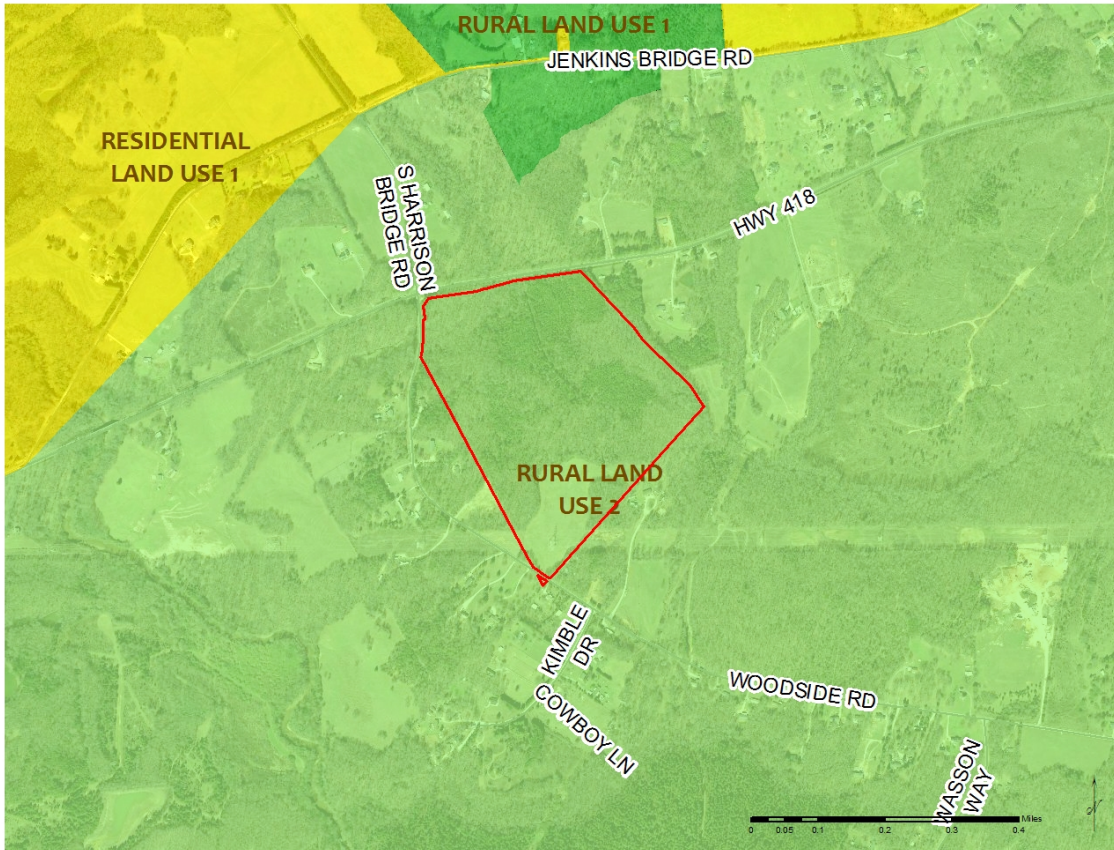 RURAL LAND USE 1
JENKINS BRIDGE RD
RESIDENTIAL
LAND USE 1
S HARRISON
BRIDGE RD
HWY 418
RURAL LAND
USE 2
KIMBLE
DR
COWBOY LN
WOODSIDE RD
WASSON
WAY
Miles
0 0.05 0.1 0.2 0.3 0.4
N